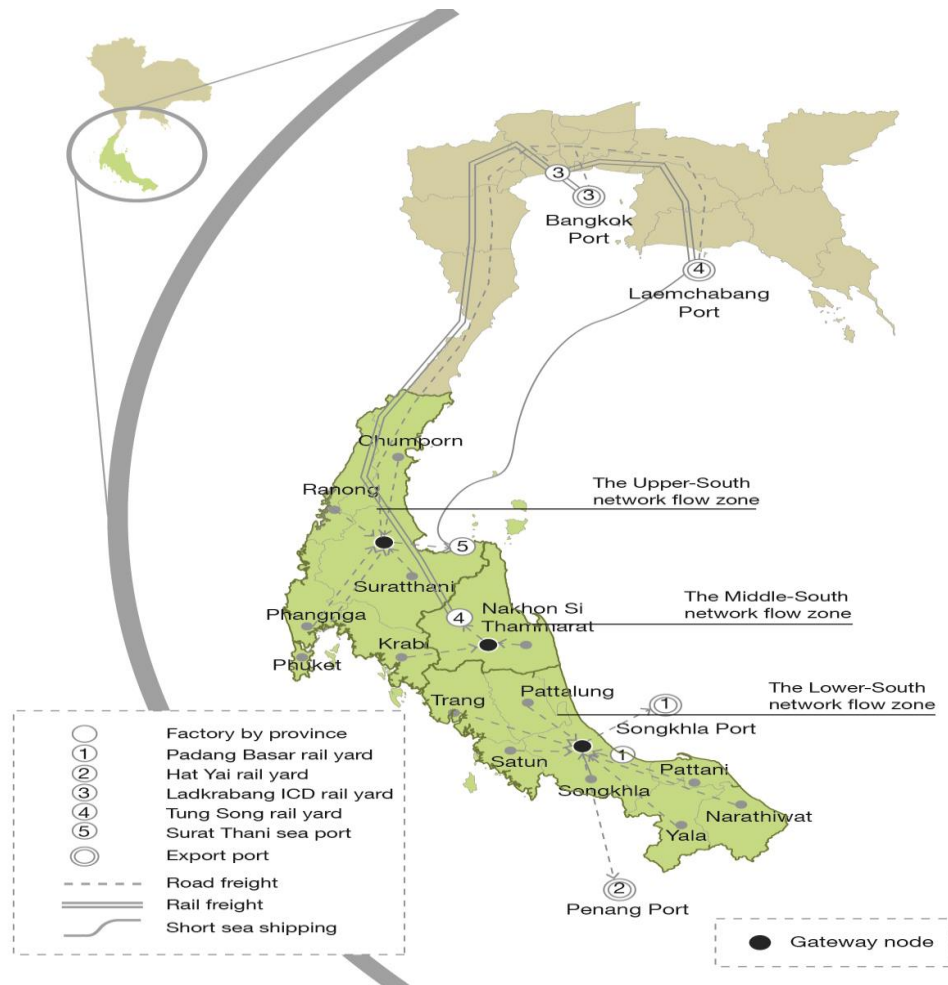 3
3
Bangkok
Port
4
Laemchabang
Port
Chumporn
The Upper-South
network flow zone
Ranong
5
Suratthani
The Middle-South
network flow zone
Phangnga
4
Nakhon Si
Thammarat
Krabi
Phuket
Pattalung
The Lower-South
network flow zone
Trang
1
Songkhla Port
Satun
1
Pattani
Songkhla
Narathiwat
Yala
2
Penang Port
Factory by province
1 Padang Basar rail yard
2 Hat Yai rail yard
3 Ladkrabang ICD rail yard
4 Tung Song rail yard
5 Surat Thani sea port
Export port
Road freight
Rail freight
Short sea shipping
Gateway node